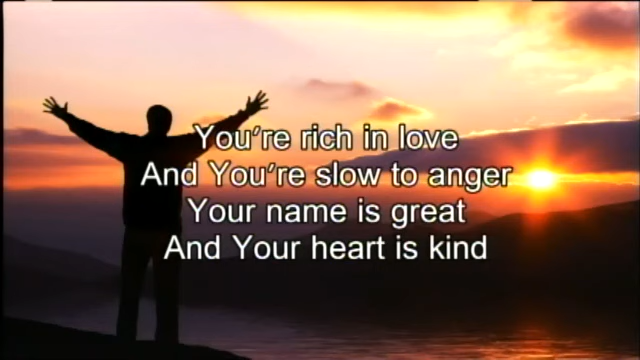 You're rich in love
And You're slow to anger
Your name is great
And Your heart is kind